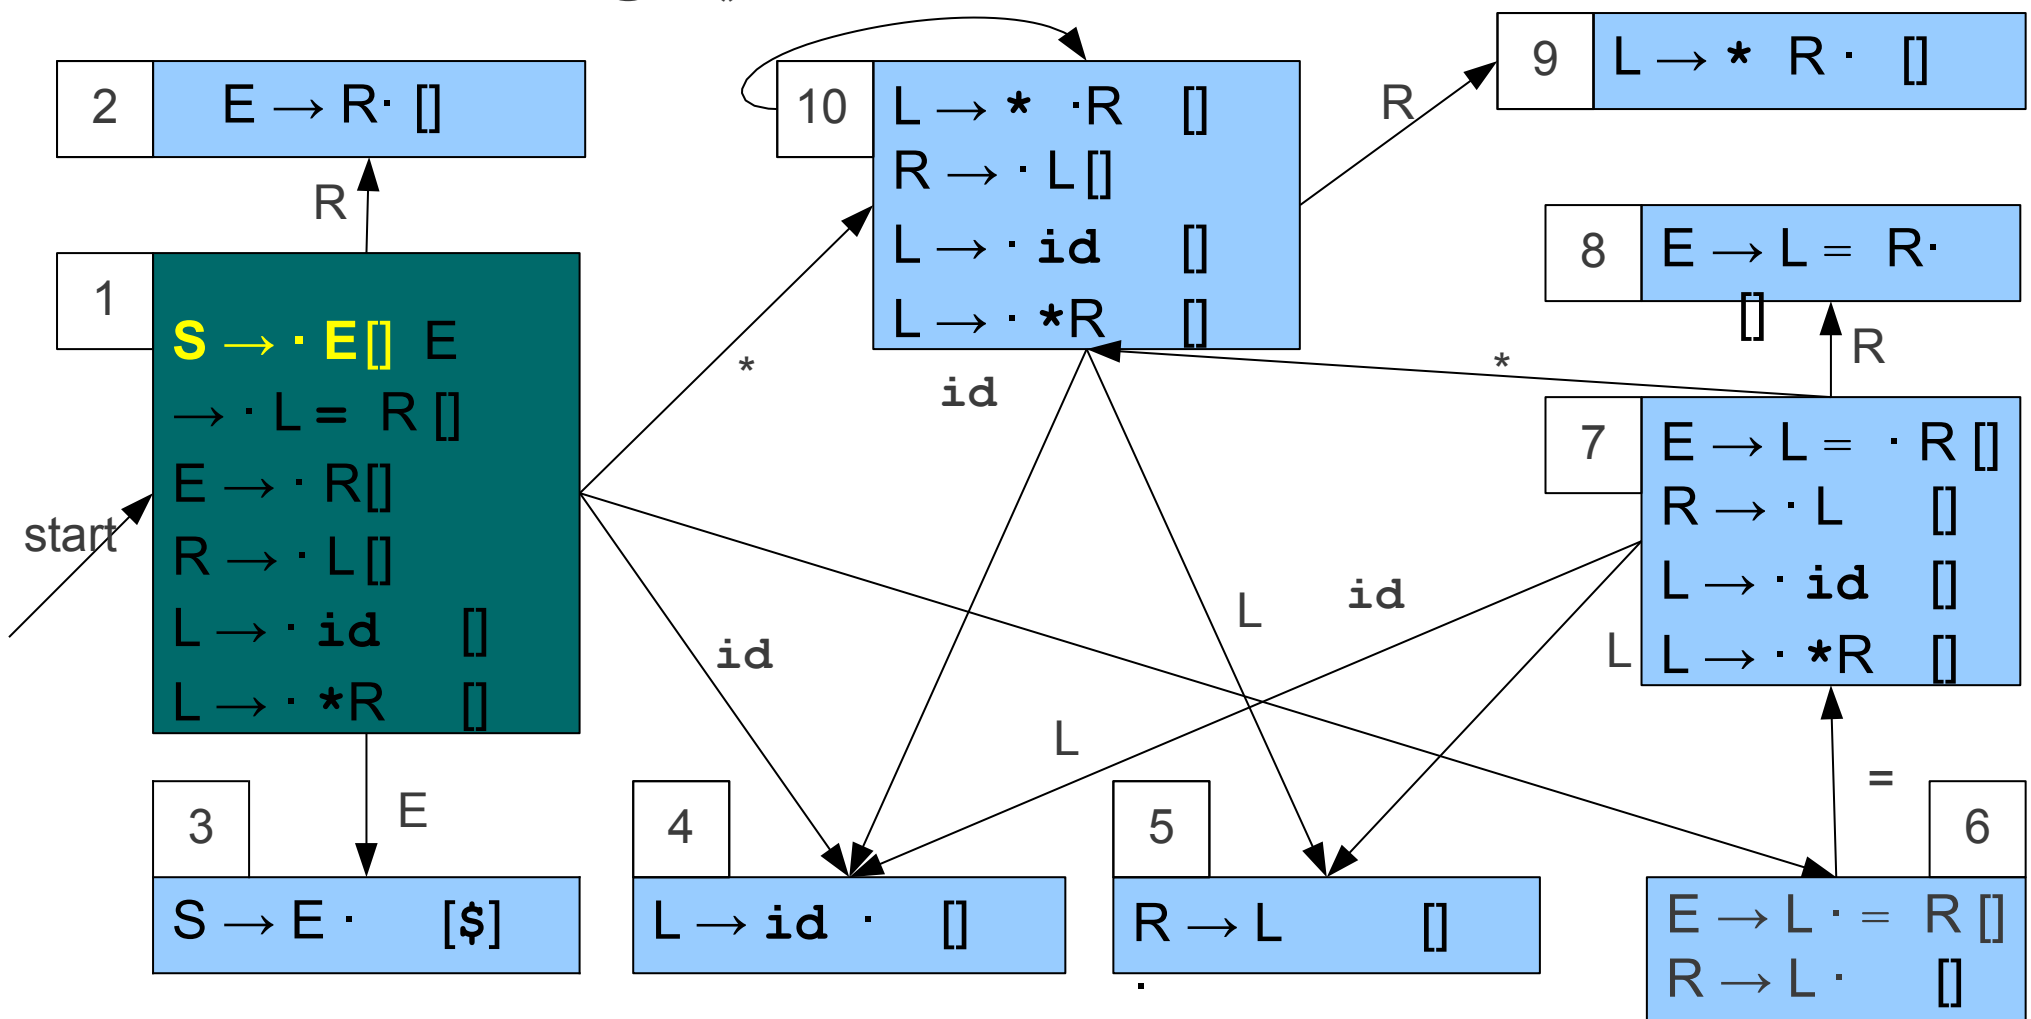 2
E → R· []
R
1
S → · E[] E
→ · L = R []
E → · R[]
R → · L[]
L → · id []
L → · *R []
start
E
3
S → E · [$]
10
L → * ·R []
R → · L[]
L → · id []
L → · *R []
R
9
L → * R · []
8
E → L = R·
[]
R
*
id
*
7
E → L = · R []
R → · L []
L → · id []
L → · *R []
id
L
id
L
L
=
4
L → id · []
5
R → L []
·
6
E → L · = R []
R → L · []